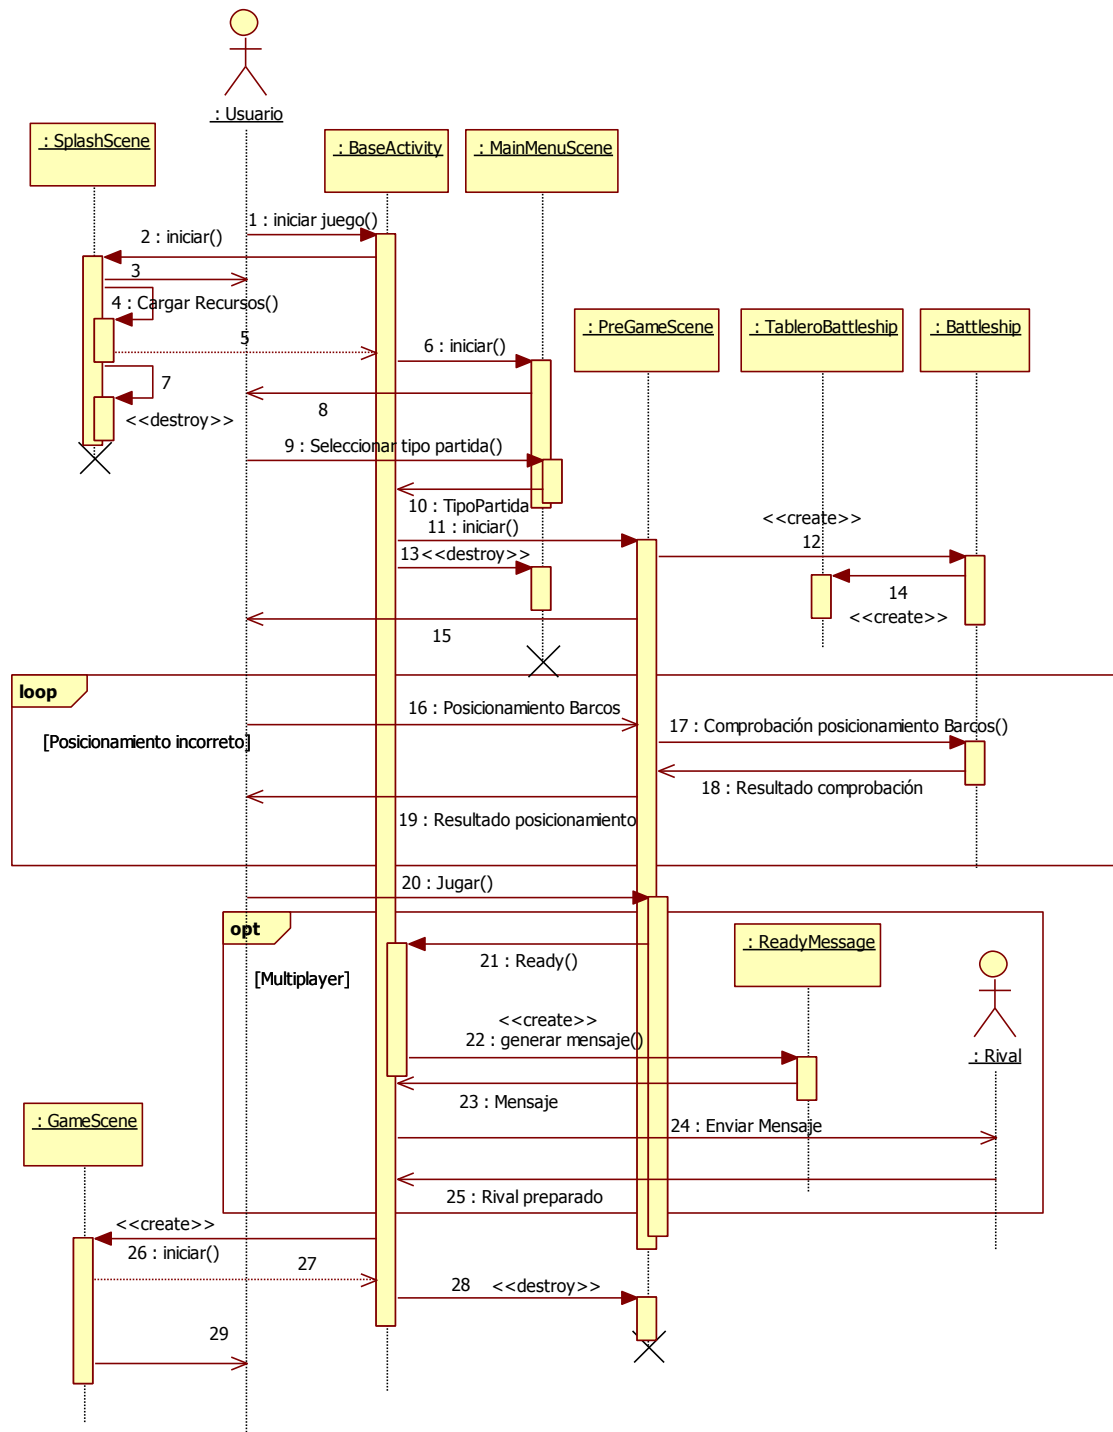 : Usuario
: SplashScene
: BaseActivity
: MainMenuScene
1 : iniciar juego()
2 : iniciar()
3
4 : Cargar Recursos()
: PreGameScene
: TableroBattleship
: Battleship
5
6 : iniciar()
7
8
<<destroy>>
9 : Seleccionar tipo partida()
10 : TipoPartida
11 : iniciar()
<<create>>
12
13 <<destroy>>
14
<<create>>
15
loop
16 : Posicionamiento Barcos
17 : Comprobación posicionamiento Barcos()
[Posicionamiento incorreto]
18 : Resultado comprobación
19 : Resultado posicionamiento
20 : Jugar()
opt
: ReadyMessage
21 : Ready()
[Multiplayer]
<<create>>
22 : generar mensaje()
: Rival
23 : Mensaje
: GameScene
24 : Enviar Mensaje
25 : Rival preparado
<<create>>
26 : iniciar()
27
28 <<destroy>>
29